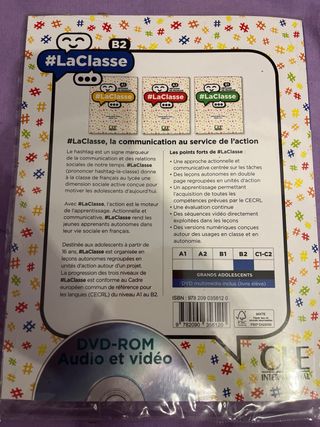 B2
#LaClasse
#LaClasse
#LaClasse
#LaClasse
#LaClasse, la communication au service de l'action
Le hashtag est un signe marqueur
de la communication et des relations
sociales de notre temps. #LaClasse
(prononcer hashtag-la-classe) donne
à la classe de français au lycée une
dimension sociale active conçue pour
motiver les adolescents d'aujourd'hui.
Avec #LaClasse, l'action est le moteur
de l'apprentissage. Actionnelle et
communicative, #LaClasse rend les
jeunes apprenants autonomes dans
leur vie sociale en français.
Destinée aux adolescents à partir de
16 ans, #LaClasse est organisée en
leçons autonomes regroupées en unités
d'action autour d'un projet.
La progression des trois niveaux de
#LaClasse est conforme au Cadre
européen commun de référence pour
les langues (CECRL) du niveau A1 au B2.
Les points forts de #LaClasse :
• Une approche actionnelle et
communicative centrée sur les tâches
• Des leçons autonomes en double
page regroupées en unités d'action
• Un apprentissage permettant
l'acquisition de toutes les
compétences prévues par le CECRL
• Une évaluation continue
• Des séquences vidéo directement
exploitées dans les leçons
• Des versions numériques conçues
autour des usages en classe et en
autonomie.
A1 A2 B1 B2 C1-C2
GRANDS ADOLESCENTS
DVD multimédia inclus (livre élève)
ISBN : 978 209 035612 0
9 782090 356120
FSC
MIXTE
DVD-ROM
Audio et vidéo
CLE
INTERNATIONAL